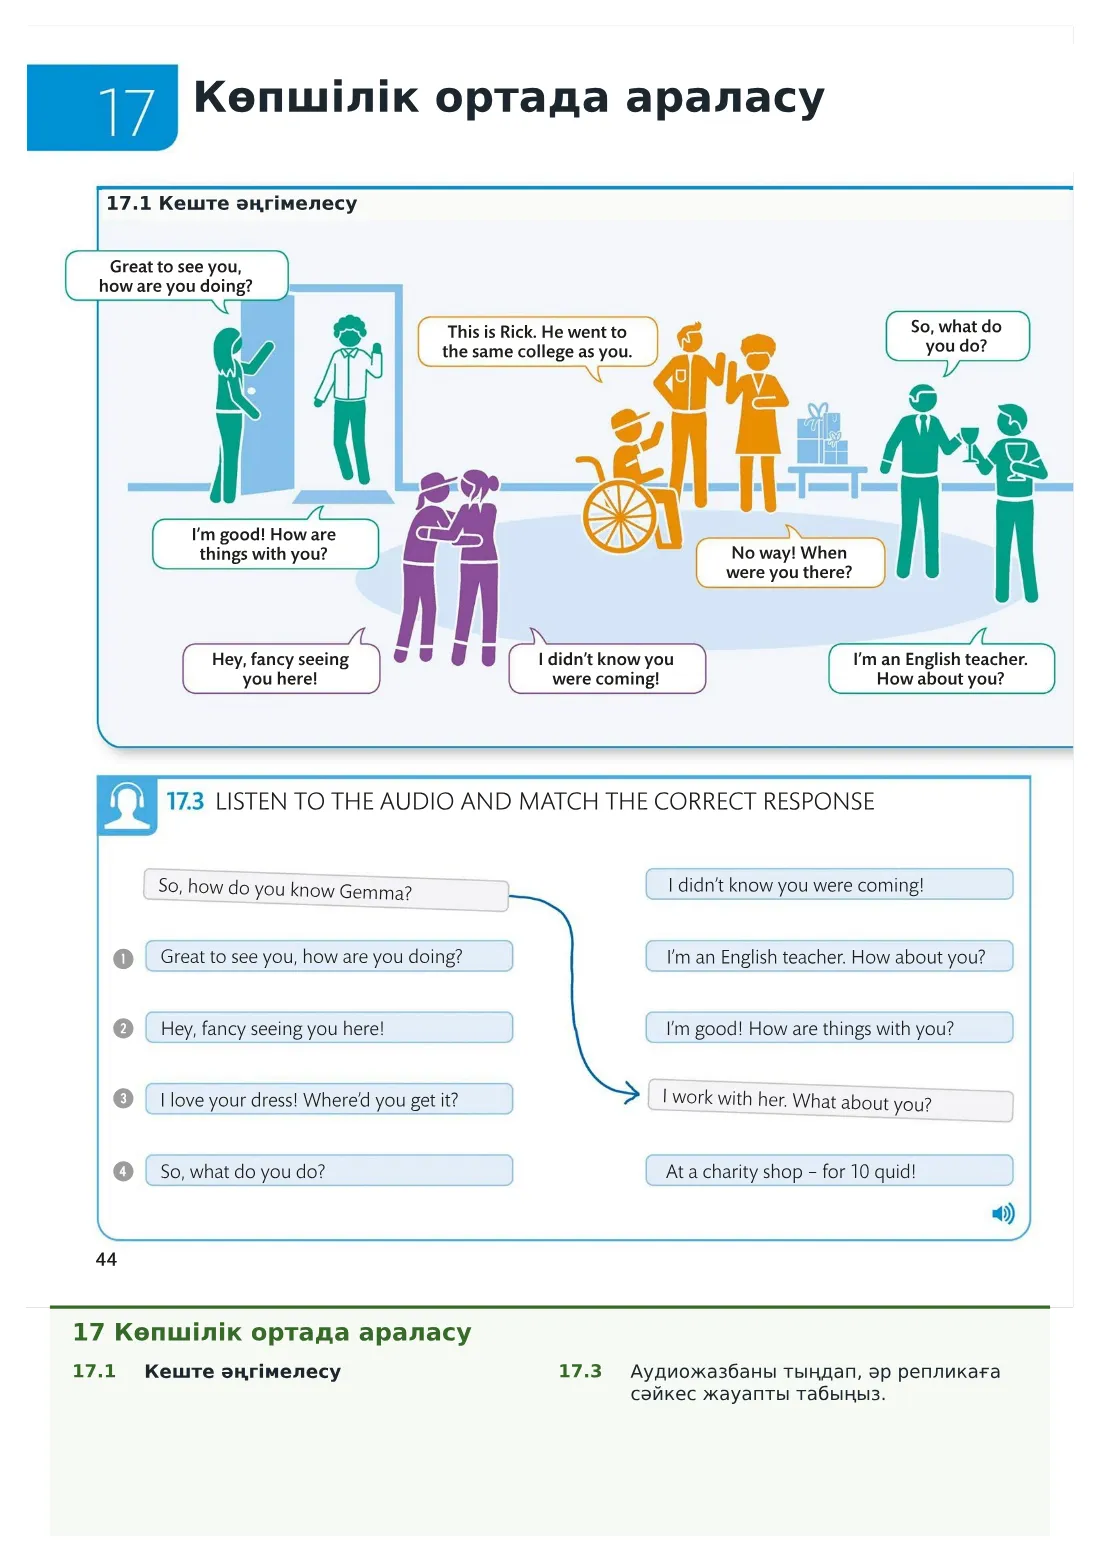 17
Көпшілік ортада араласу
17.1 Кеште әңгімелесу
Great to see you,
how are you doing?
This is Rick. He went to
the same college as you.
So, what do
you do?
I'm good! How are
things with you?
No way! When
were you there?
Hey, fancy seeing
you here!
I didn't know you
were coming!
I'm an English teacher.
How about you?
17.3 LISTEN TO THE AUDIO AND MATCH THE CORRECT RESPONSE
So, how do you know Gemma?
I didn't know you were coming!
1 Great to see you, how are you doing?
I'm an English teacher. How about you?
2 Hey, fancy seeing you here!
I'm good! How are things with you?
3 I love your dress! Where'd you get it?
I work with her. What about you?
4 So, what do you do?
At a charity shop – for 10 quid!
44
17 Көпшілік ортада араласу
17.1 Кеште әңгімелесу
17.3 Аудиожазбаны тыңдап, әр репликаға
сәйкес жауапты табыңыз.